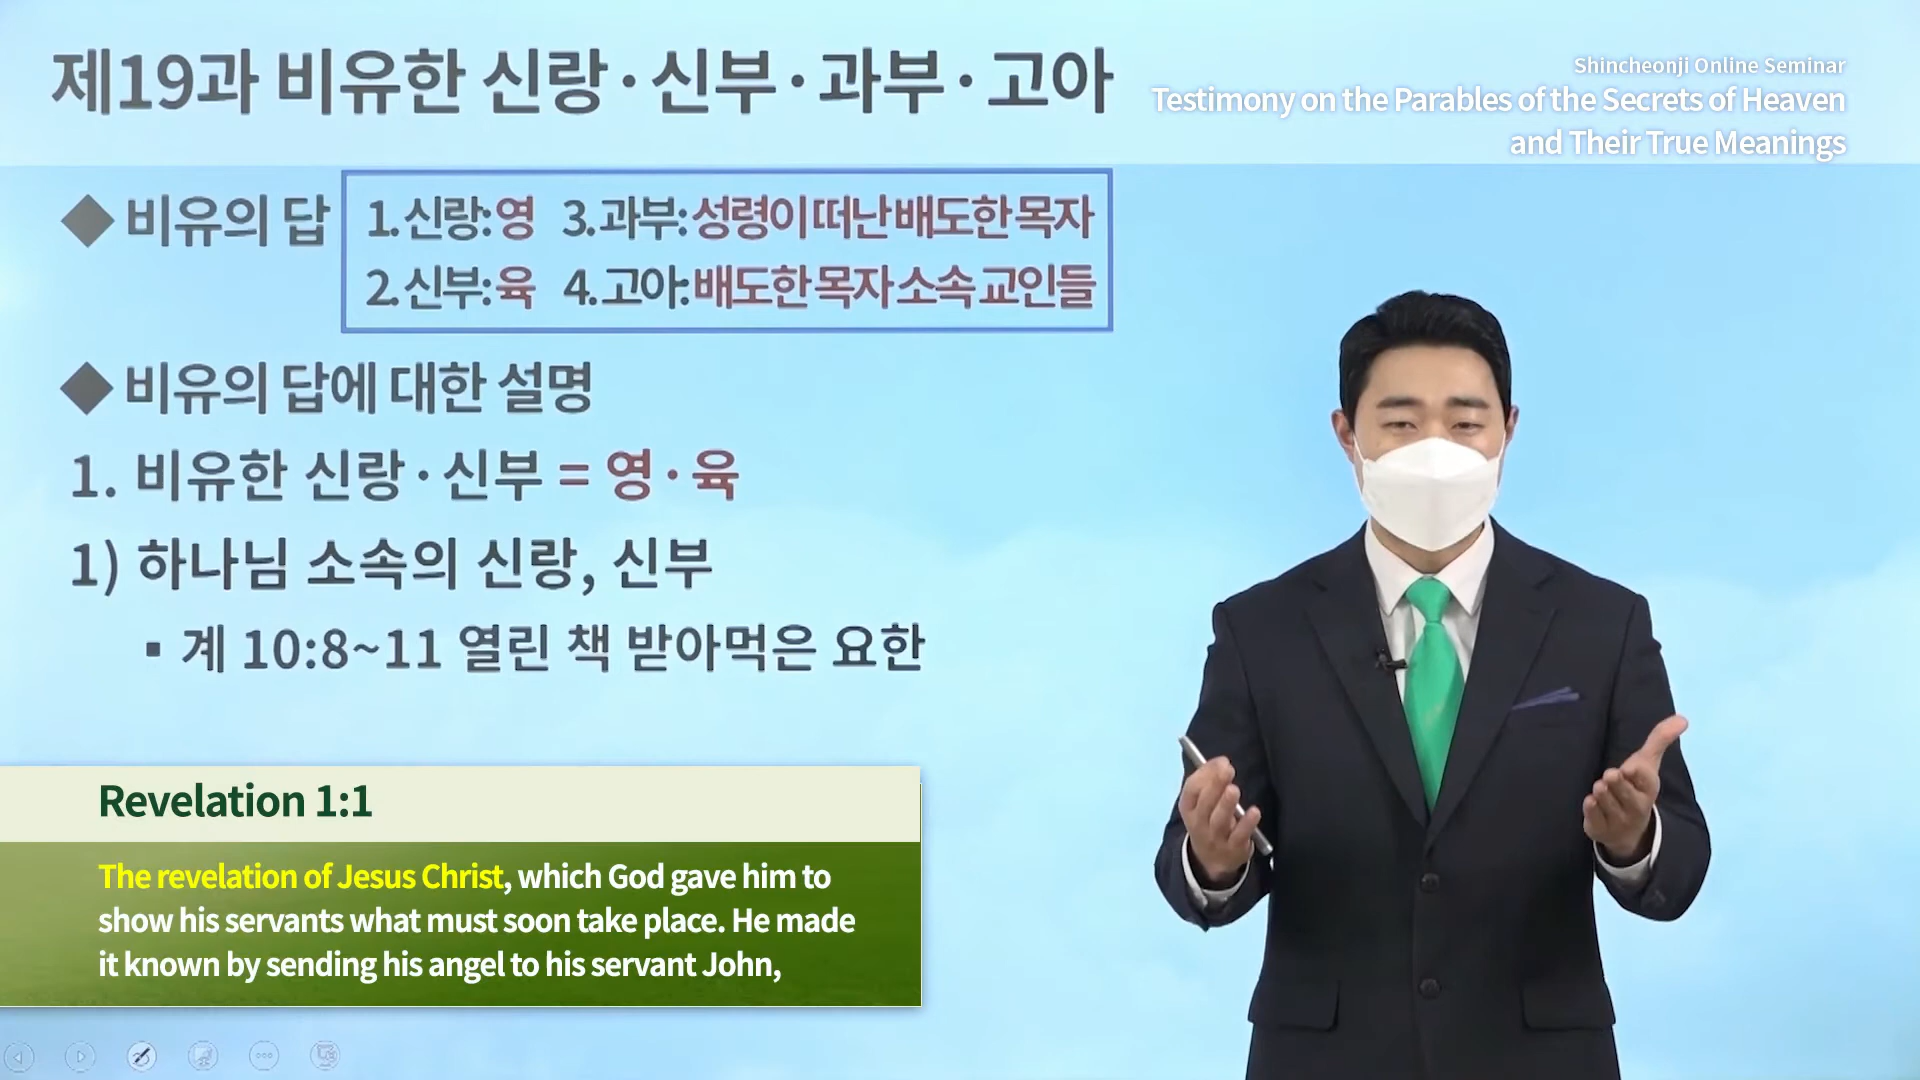 제19과 비유한 신랑·신부·과부·고아
Shincheonji Online Seminar
Testimony on the Parables of the Secrets of Heaven
and Their True Meanings
◆ 비유의 답
1. 신랑: 영 3. 과부: 성령이 떠난 배도한 목자
2. 신부: 육 4. 고아: 배도한 목자 소속 교인들
◆ 비유의 답에 대한 설명
1. 비유한 신랑·신부 = 영·육
1) 하나님 소속의 신랑, 신부
▪ 계 10:8~11 열린 책 받아먹은 요한
Revelation 1:1
The revelation of Jesus Christ, which God gave him to
show his servants what must soon take place. He made
it known by sending his angel to his servant John,